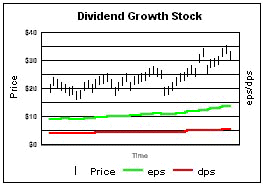 Dividend Growth Stock
$40
$30
$20
$10
$0
Price
eps/dps
Time
Price eps dps